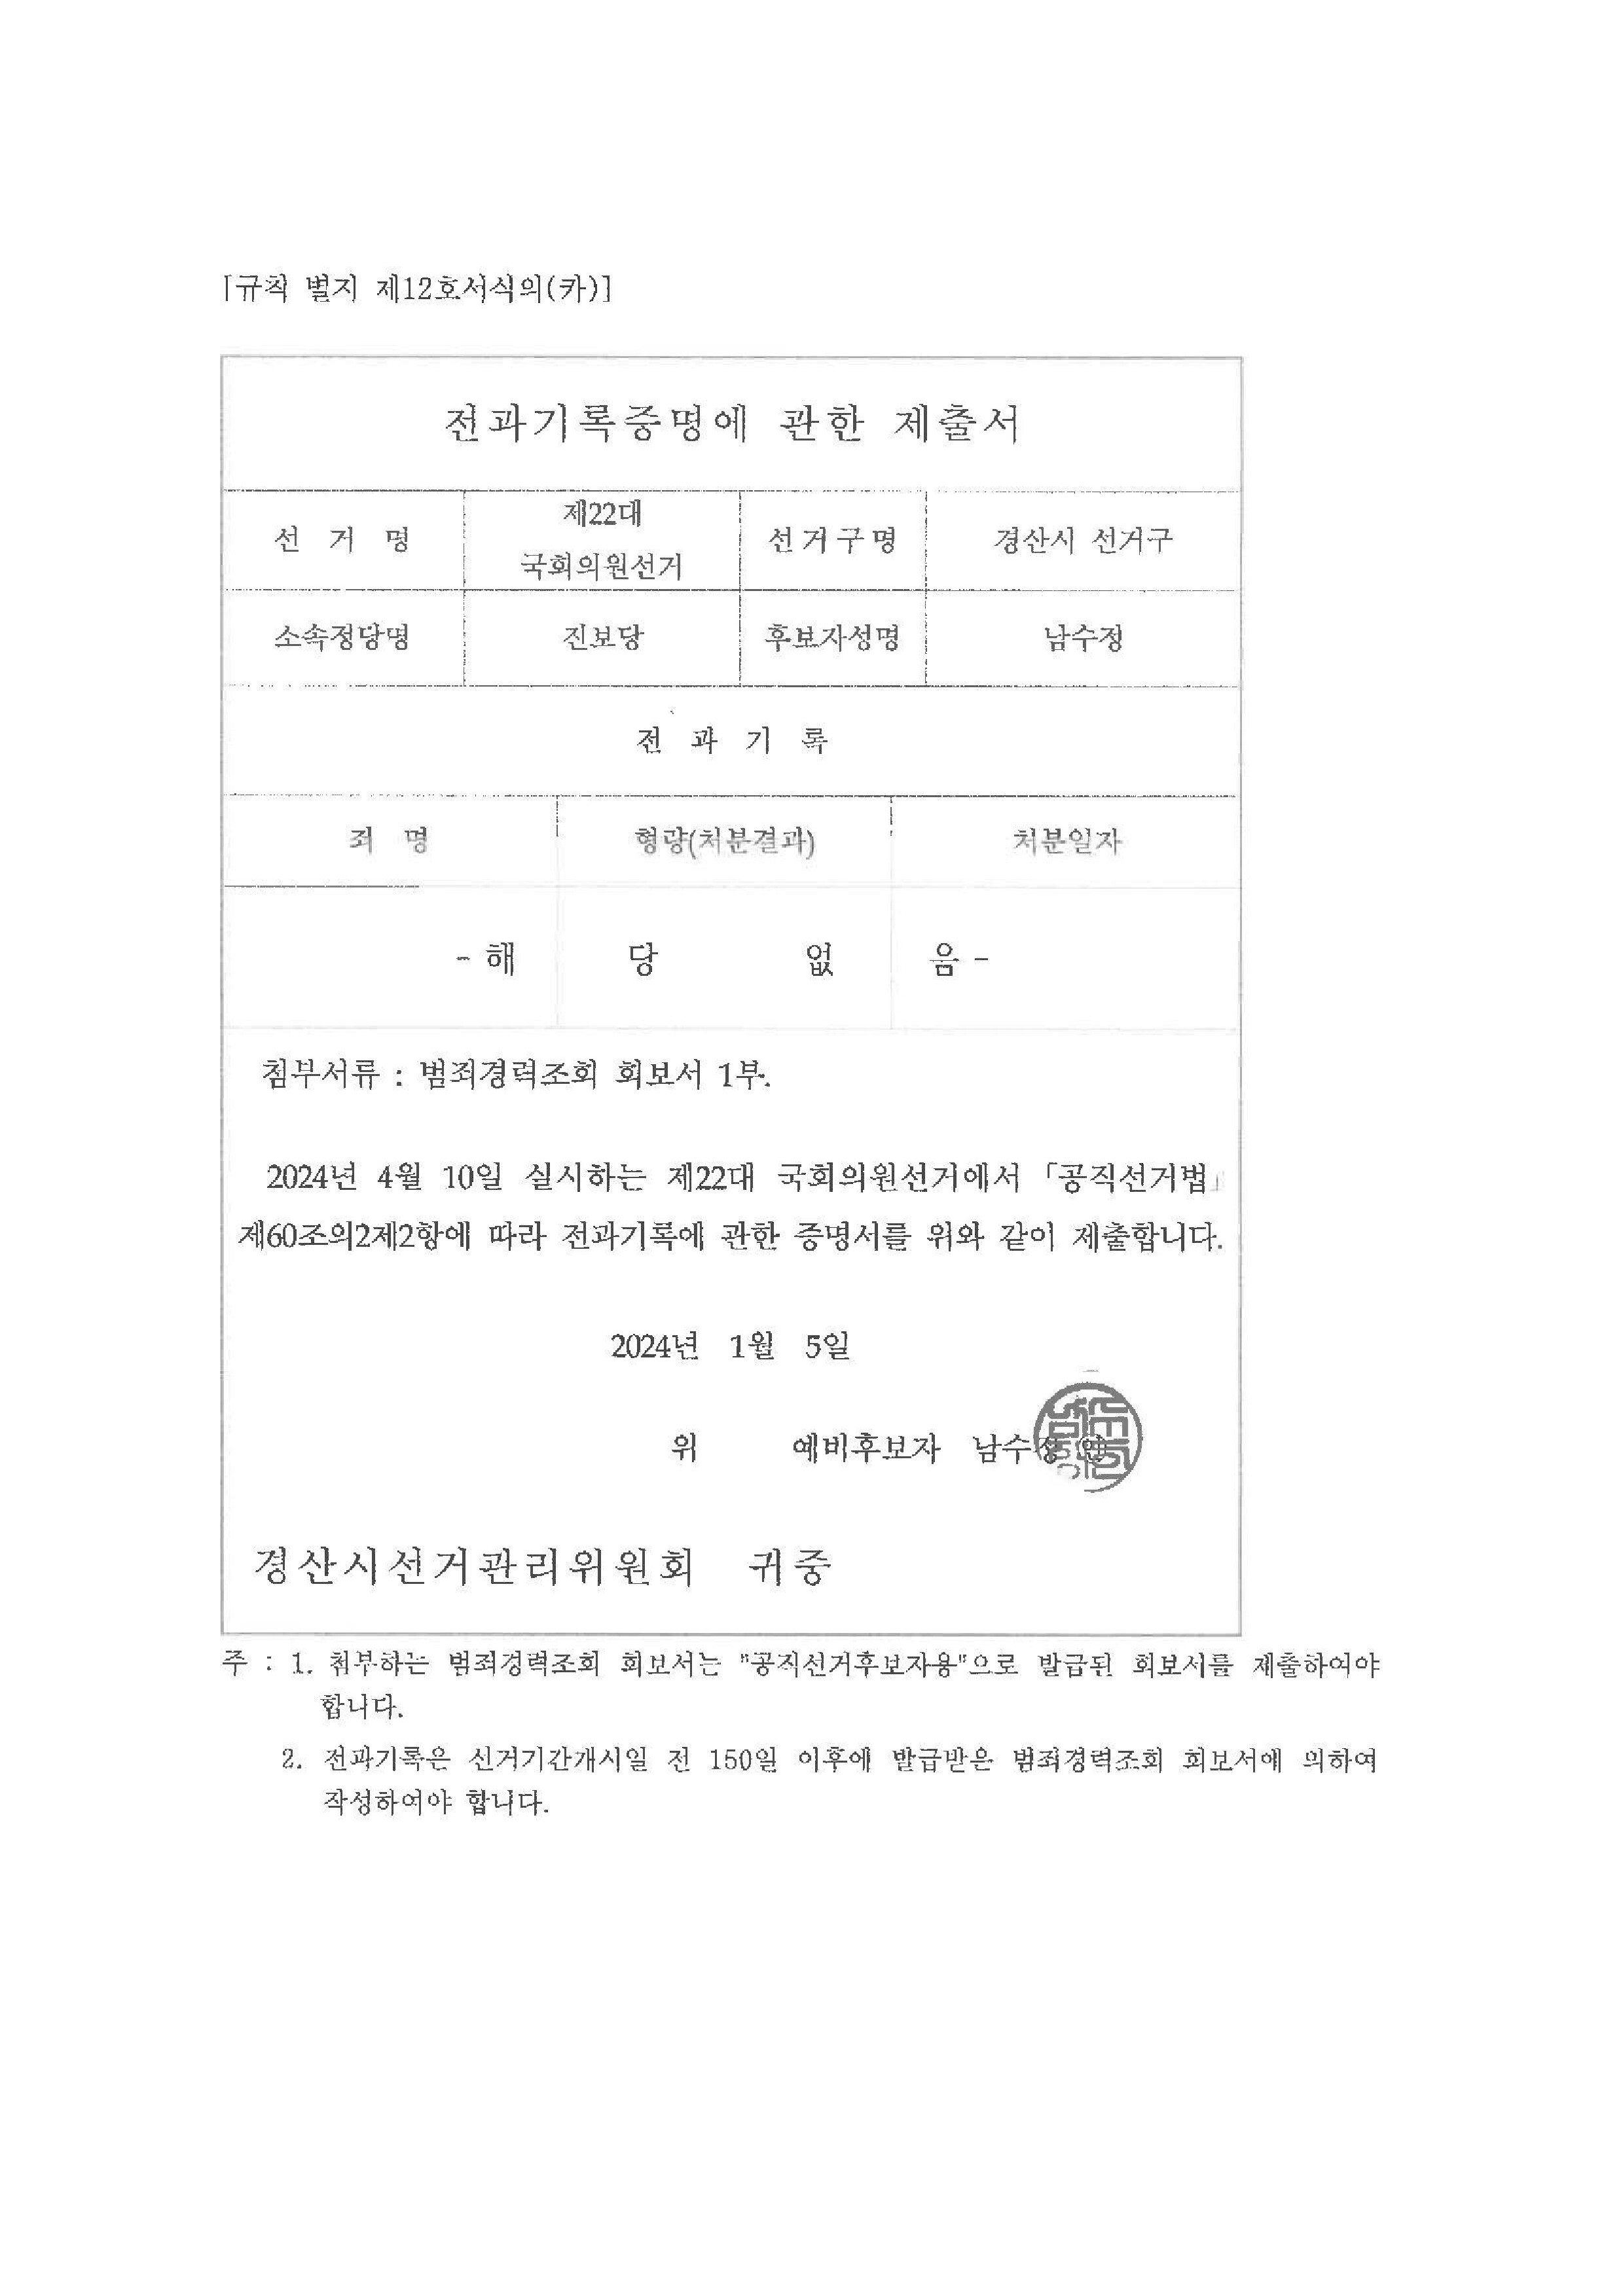 [규칙 별지 제12호서식의(카)]
전과기록증명에 관한 제출서
선 거 명
제22대
국회의원선거
선거구명
경산시 선거구
소속정당명
진보당
후보자성명
남수정
전 과 기 록
죄 명
형량(처분결과)
처분일자
- 해 당 없 음 -
첨부서류 : 범죄경력조회 회보서 1부.
2024년 4월 10일 실시하는 제22대 국회의원선거에서 「공직선거법」
제60조의2제2항에 따라 전과기록에 관한 증명서를 위와 같이 제출합니다.
2024년 1월 5일
위 예비후보자 남수정 인
경산시선거관리위원회 귀중
주 : 1. 첨부하는 범죄경력조회 회보서는 "공직선거후보자용"으로 발급된 회보서를 제출하여야
합니다.
2. 전과기록은 선거기간개시일 전 150일 이후에 발급받은 범죄경력조회 회보서에 의하여
작성하여야 합니다.